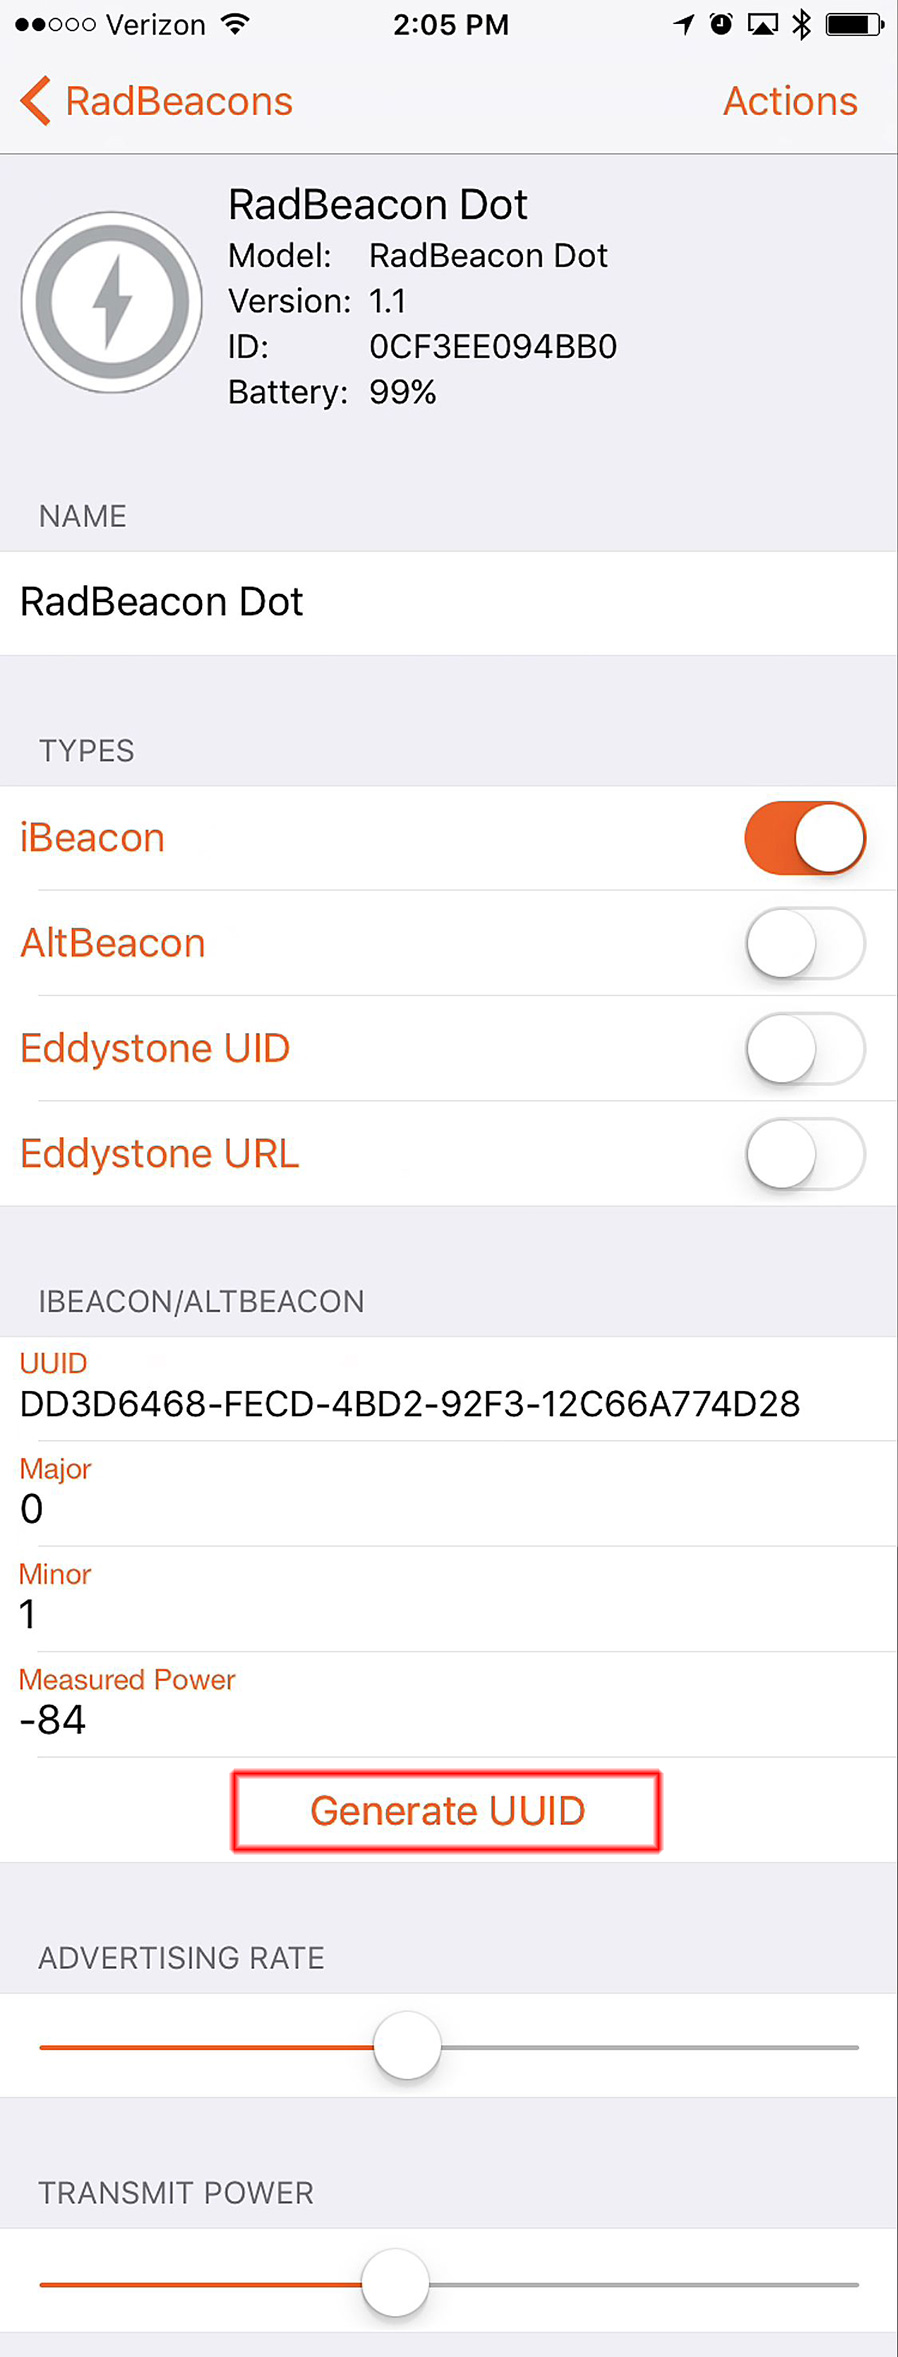 Verizon 2:05 PM
RadBeacons Actions
RadBeacon Dot
Model: RadBeacon Dot
Version: 1.1
ID: 0CF3EE094BB0
Battery: 99%
NAME
RadBeacon Dot
TYPES
iBeacon
AltBeacon
Eddystone UID
Eddystone URL
IBEACON/ALTBEACON
UUID
DD3D6468-FECD-4BD2-92F3-12C66A774D28
Major
0
Minor
1
Measured Power
-84
Generate UUID
ADVERTISING RATE
TRANSMIT POWER